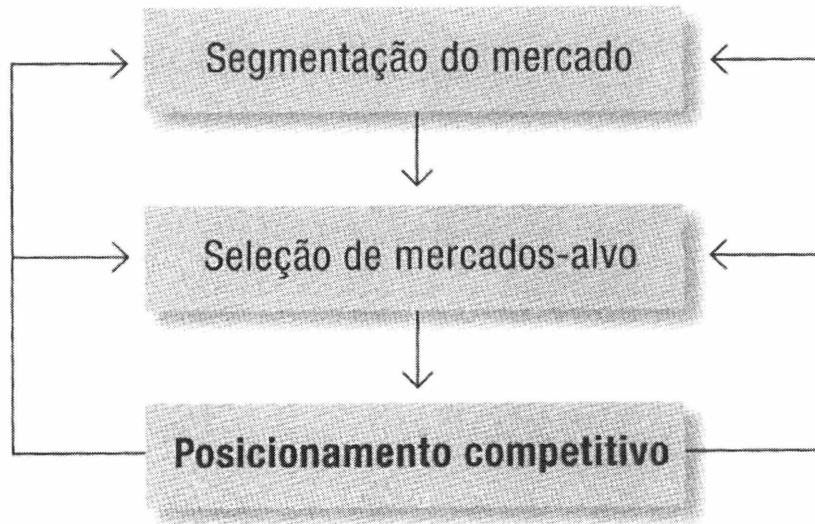 Segmentação do mercado
Seleção de mercados-alvo
Posicionamento competitivo